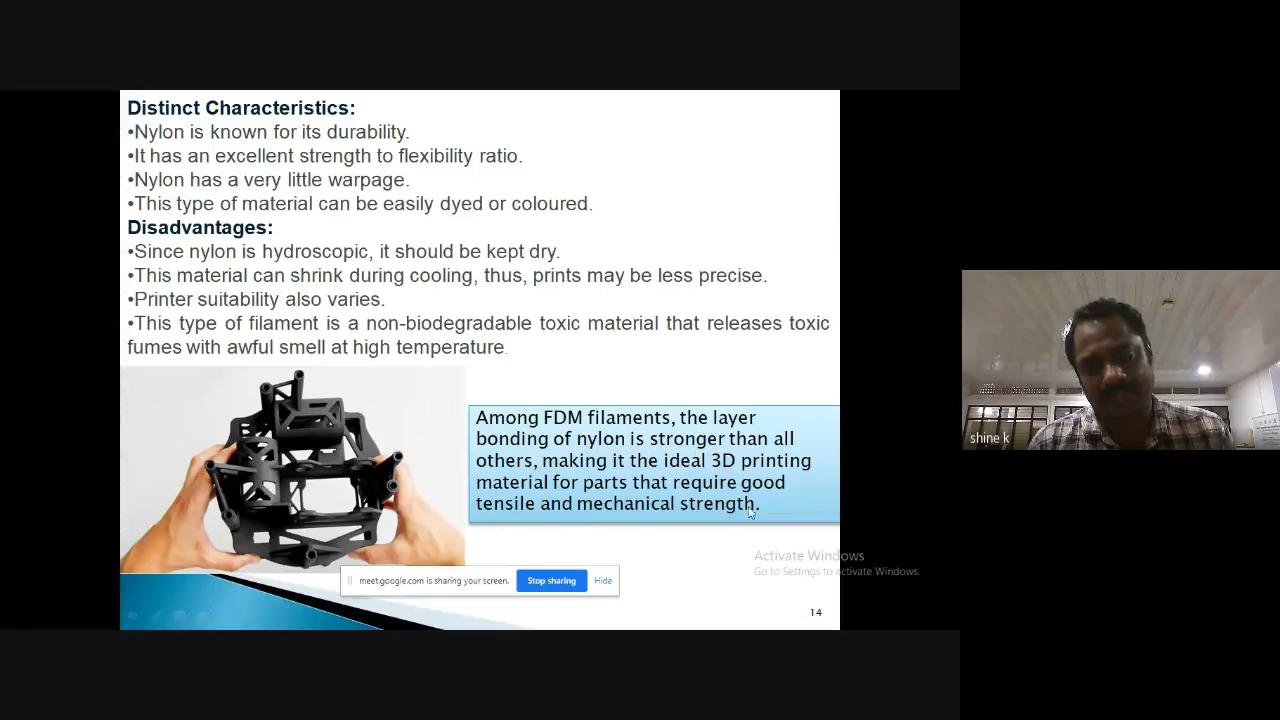 Distinct Characteristics:
•Nylon is known for its durability.
•It has an excellent strength to flexibility ratio.
•Nylon has a very little warpage.
•This type of material can be easily dyed or coloured.
Disadvantages:
•Since nylon is hydroscopic, it should be kept dry.
•This material can shrink during cooling, thus, prints may be less precise.
•Printer suitability also varies.
•This type of filament is a non-biodegradable toxic material that releases toxic
fumes with awful smell at high temperature.
Among FDM filaments, the layer
bonding of nylon is stronger than all
others, making it the ideal 3D printing
material for parts that require good
tensile and mechanical strength.
shine k
Activate Windows
Go to Settings to activate Windows.
meet.google.com is sharing your screen.
Stop sharing
Hide
14